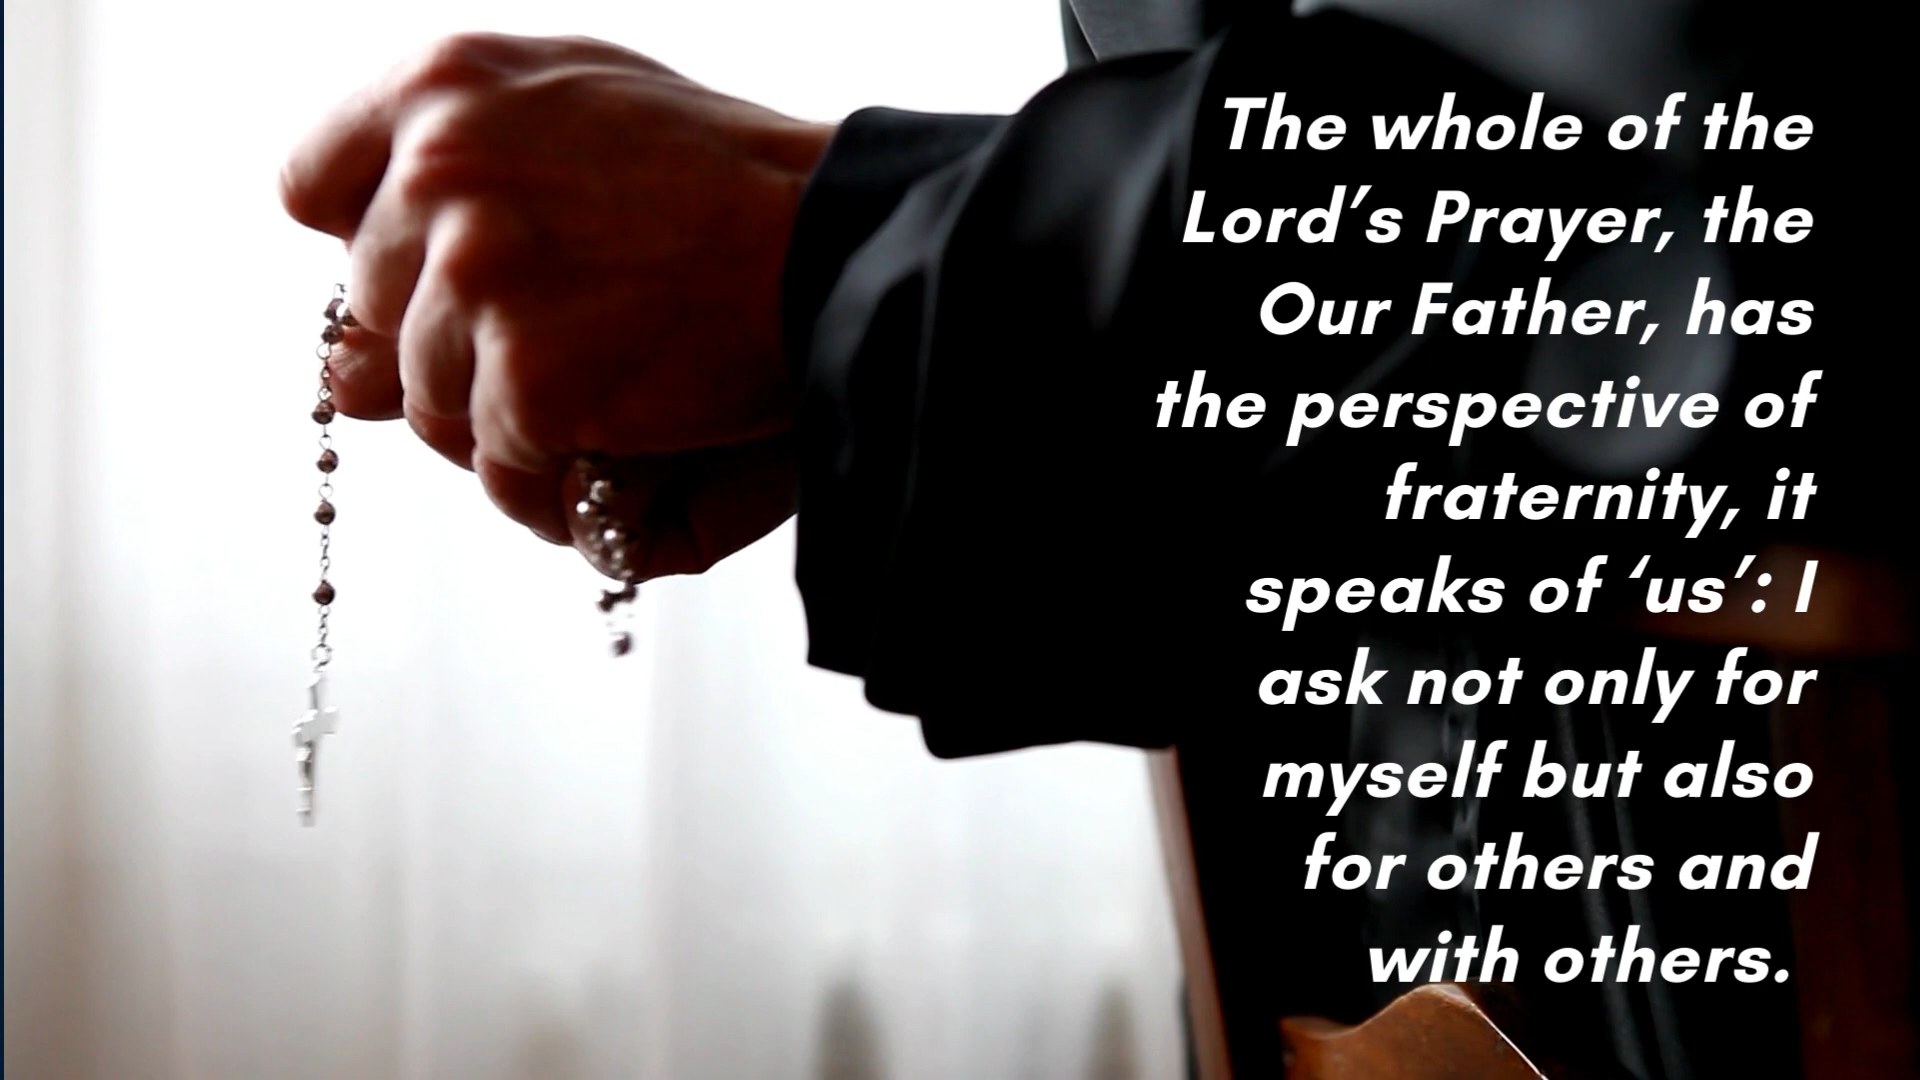 The whole of the
Lord’s Prayer, the
Our Father, has
the perspective of
fraternity, it
speaks of ‘us’: I
ask not only for
myself but also
for others and
with others.